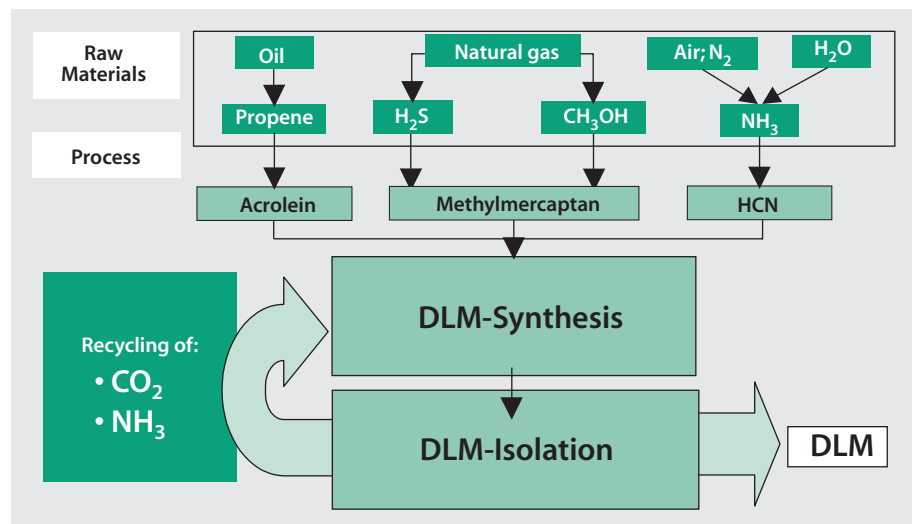 Raw
Materials
Oil
Natural gas
Air; N₂
H₂O
Propene
H₂S
CH₃OH
NH₃
Process
Acrolein
Methylmercaptan
HCN
DLM-Synthesis
Recycling of:
• CO₂
• NH₃
DLM-Isolation
DLM